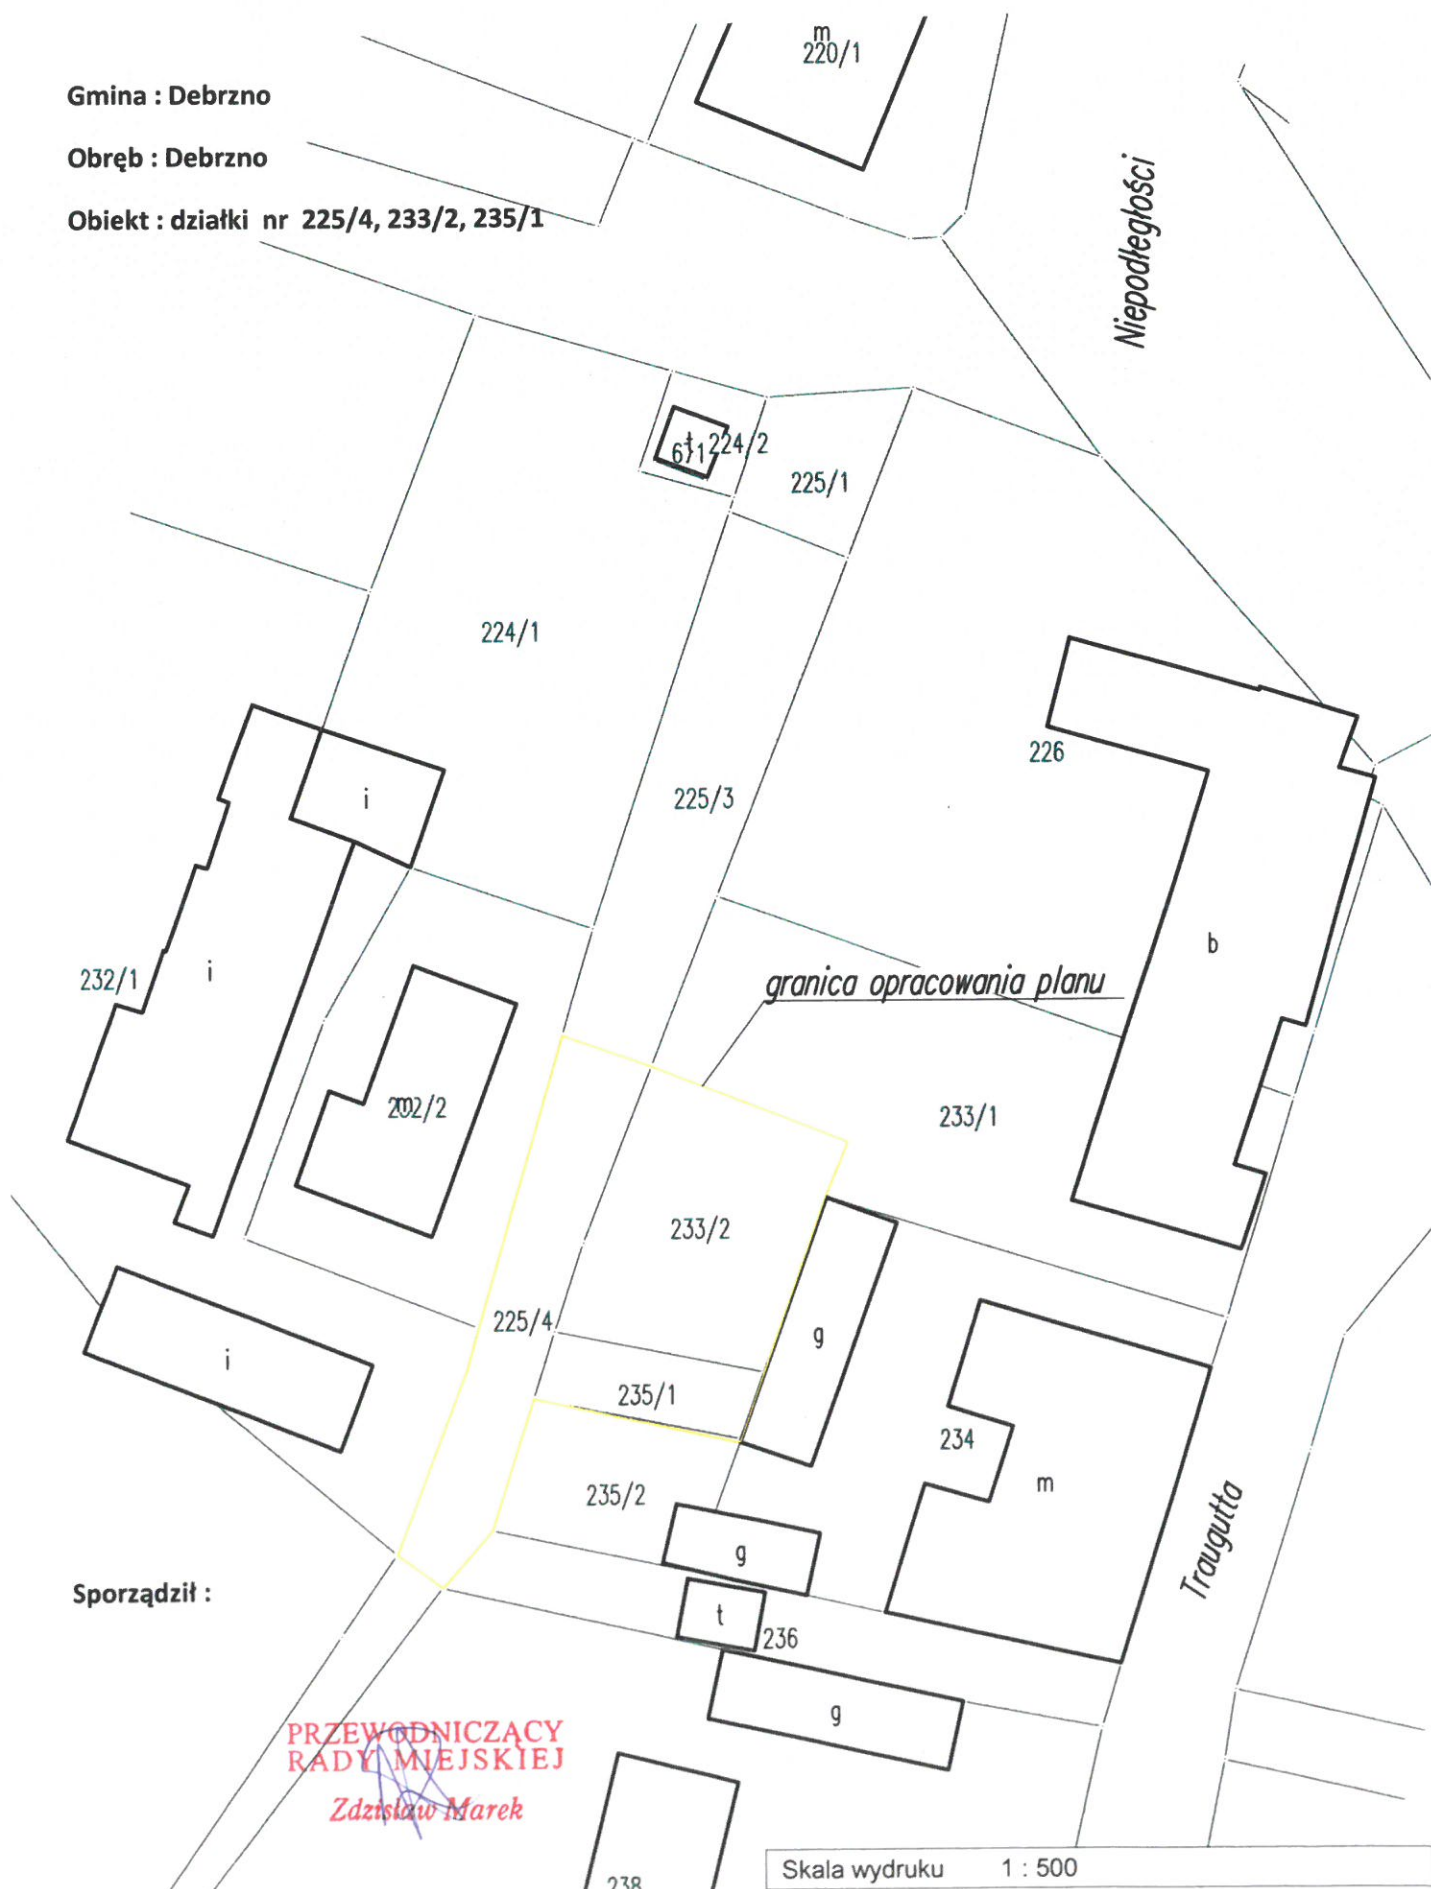 m
220/1
Gmina : Debrzno
Obręb : Debrzno
Obiekt : działki nr 225/4, 233/2, 235/1
Niepodległości
t
224/2
225/1
224/1
226
225/3
i
b
i
232/1
granica opracowania planu
m
233/1
233/2
225/4
g
i
235/1
234
m
235/2
Traugutta
g
Sporządził :
t
236
g
PRZEWODNICZĄCY
RADY MIEJSKIEJ
Zdzisław Marek
Skala wydruku 1 : 500
238